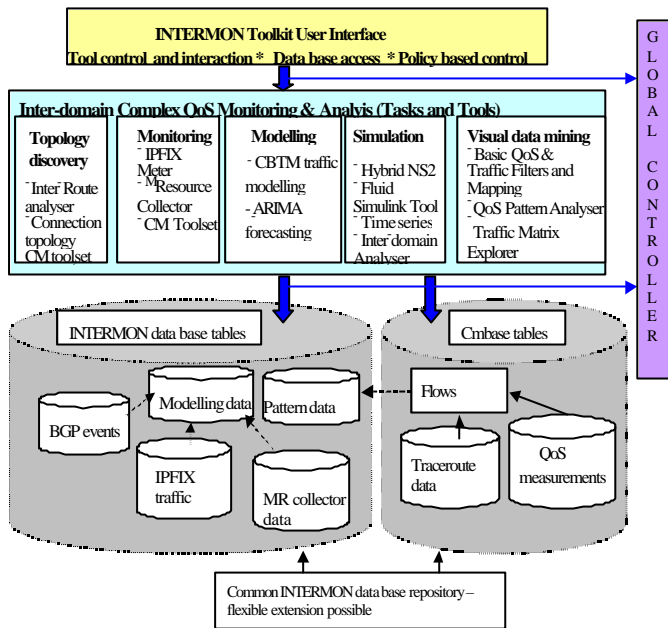 INTERMON Toolkit User Interface
Tool control and interaction * Data base access * Policy based control
GLOBAL CONTROLLER
Inter-domain Complex QoS Monitoring & Analyis (Tasks and Tools)
Topology
discovery
- Inter Route
analyser
- Connection
topology
CM toolset
Monitoring
- IPFIX
Meter
- MResource
Collector
- CM Toolset
Modelling
- CBTM traffic
modelling
- ARIMA
forecasting
Simulation
- Hybrid NS2
- Fluid
Simulink Tool
- Time series
- Inter-domain
Analyser
Visual data mining
- Basic QoS &
Traffic Filters and
Mapping
- QoS Pattern Analyser
- Traffic Matrix
Explorer
INTERMON data base tables
Cmbase tables
Modelling data
Pattern data
Flows
BGP events
IPFIX
traffic
MR collector
data
Traceroute
data
QoS
measurements
Common INTERMON data base repository –
flexible extension possible